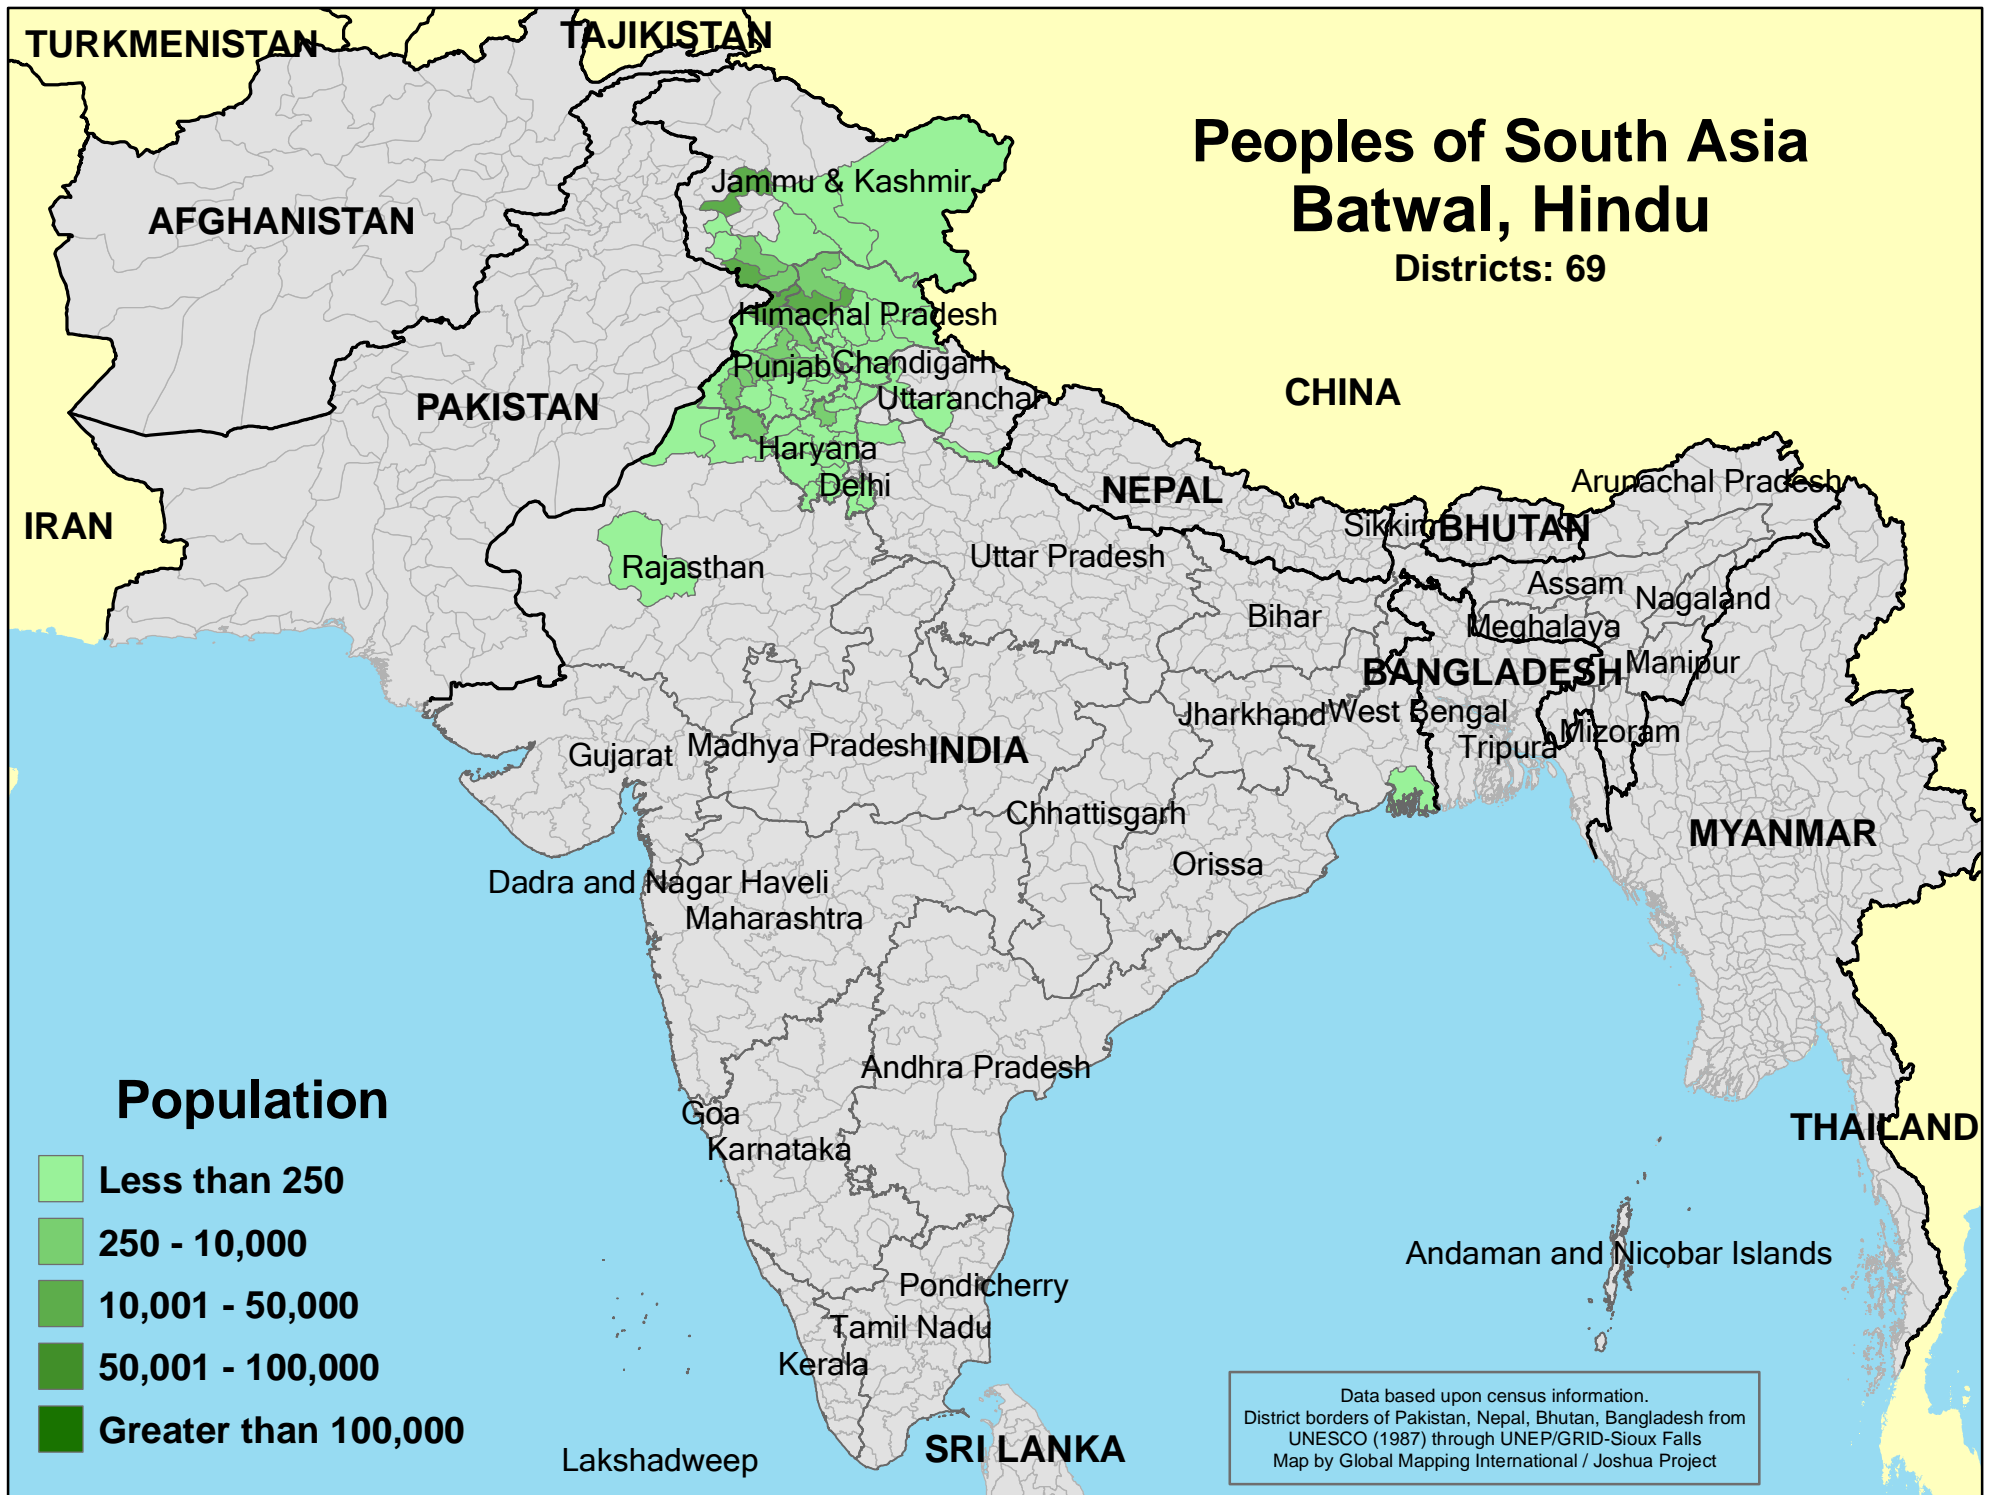 TURKMENISTAN
TAJIKISTAN
Peoples of South Asia
Batwal, Hindu
Districts: 69
Jammu & Kashmir
AFGHANISTAN
Himachal Pradesh
Punjab
Chandigarh
CHINA
Uttaranchal
PAKISTAN
Haryana
Delhi
NEPAL
Arunachal Pradesh
IRAN
Sikkim
BHUTAN
Uttar Pradesh
Rajasthan
Assam
Nagaland
Bihar
Meghalaya
BANGLADESH
Manipur
Jharkhand
West Bengal
Gujarat
Madhya Pradesh
INDIA
Tripura
Mizoram
Chhattisgarh
MYANMAR
Orissa
Dadra and Nagar Haveli
Maharashtra
Andhra Pradesh
Goa
Karnataka
THAILAND
Andaman and Nicobar Islands
Pondicherry
Tamil Nadu
Kerala
Lakshadweep
SRI LANKA
Population
Less than 250
250 - 10,000
10,001 - 50,000
50,001 - 100,000
Greater than 100,000
Data based upon census information.
District borders of Pakistan, Nepal, Bhutan, Bangladesh from
UNESCO (1987) through UNEP/GRID-Sioux Falls
Map by Global Mapping International / Joshua Project